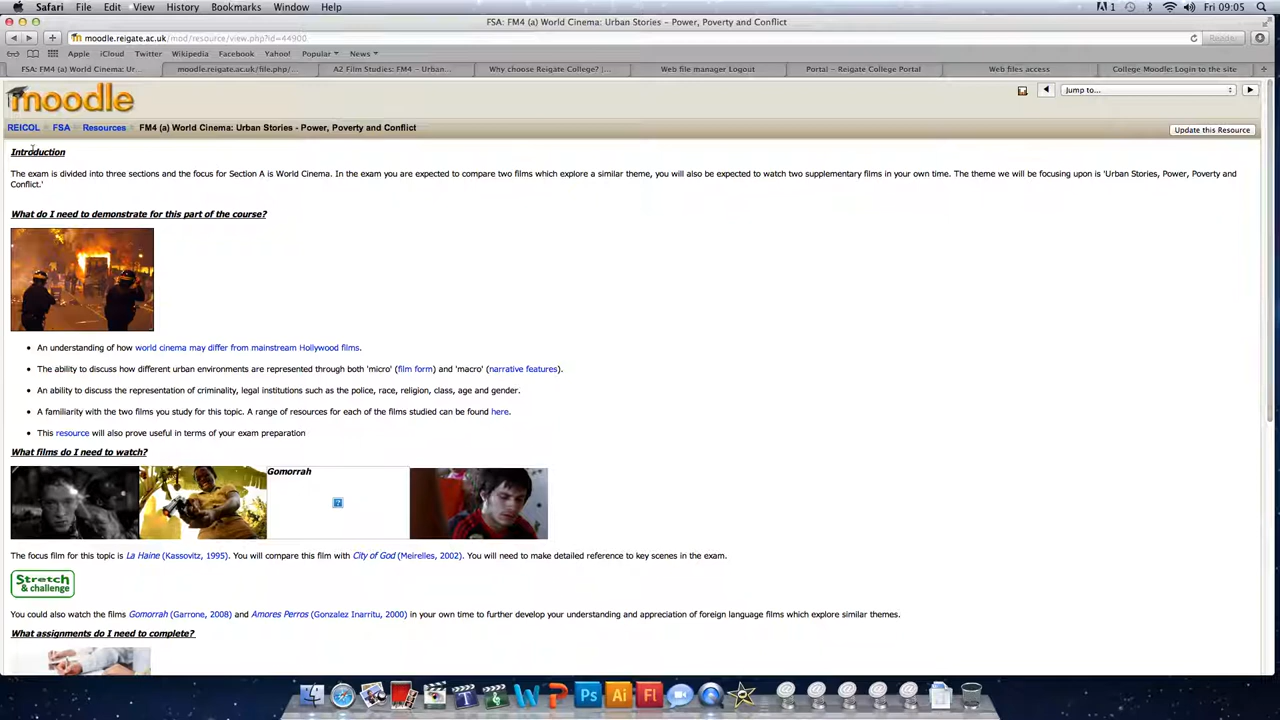 Safari File Edit View History Bookmarks Window Help 1 Fri 09:05
FSA: FM4 (a) World Cinema: Urban Stories - Power, Poverty and Conflict
moodle.reigate.ac.uk/mod/resource/view.php?id=44900 Reader
Apple iCloud Twitter Wikipedia Facebook Yahoo! Popular News
FSA: FM4 (a) World Cinema: Ur... moodle.reigate.ac.uk/file.php/... A2 Film Studies: FM4 – Urban... Why choose Reigate College? |... Web file manager Logout Portal – Reigate College Portal Web files access College Moodle: Login to the site
moodle Jump to...
REICOL FSA Resources FM4 (a) World Cinema: Urban Stories - Power, Poverty and Conflict Update this Resource
Introduction
The exam is divided into three sections and the focus for Section A is World Cinema. In the exam you are expected to compare two films which explore a similar theme, you will also be expected to watch two supplementary films in your own time. The theme we will be focusing upon is 'Urban Stories, Power, Poverty and
Conflict.'
What do I need to demonstrate for this part of the course?
• An understanding of how world cinema may differ from mainstream Hollywood films.
• The ability to discuss how different urban environments are represented through both 'micro' (film form) and 'macro' (narrative features).
• An ability to discuss the representation of criminality, legal institutions such as the police, race, religion, class, age and gender.
• A familiarity with the two films you study for this topic. A range of resources for each of the films studied can be found here.
• This resource will also prove useful in terms of your exam preparation
What films do I need to watch?
Gomorrah
The focus film for this topic is La Haine (Kassovitz, 1995). You will compare this film with City of God (Meirelles, 2002). You will need to make detailed reference to key scenes in the exam.
Stretch
& challenge
You could also watch the films Gomorrah (Garrone, 2008) and Amores Perros (Gonzalez Inarritu, 2000) in your own time to further develop your understanding and appreciation of foreign language films which explore similar themes.
What assignments do I need to complete?